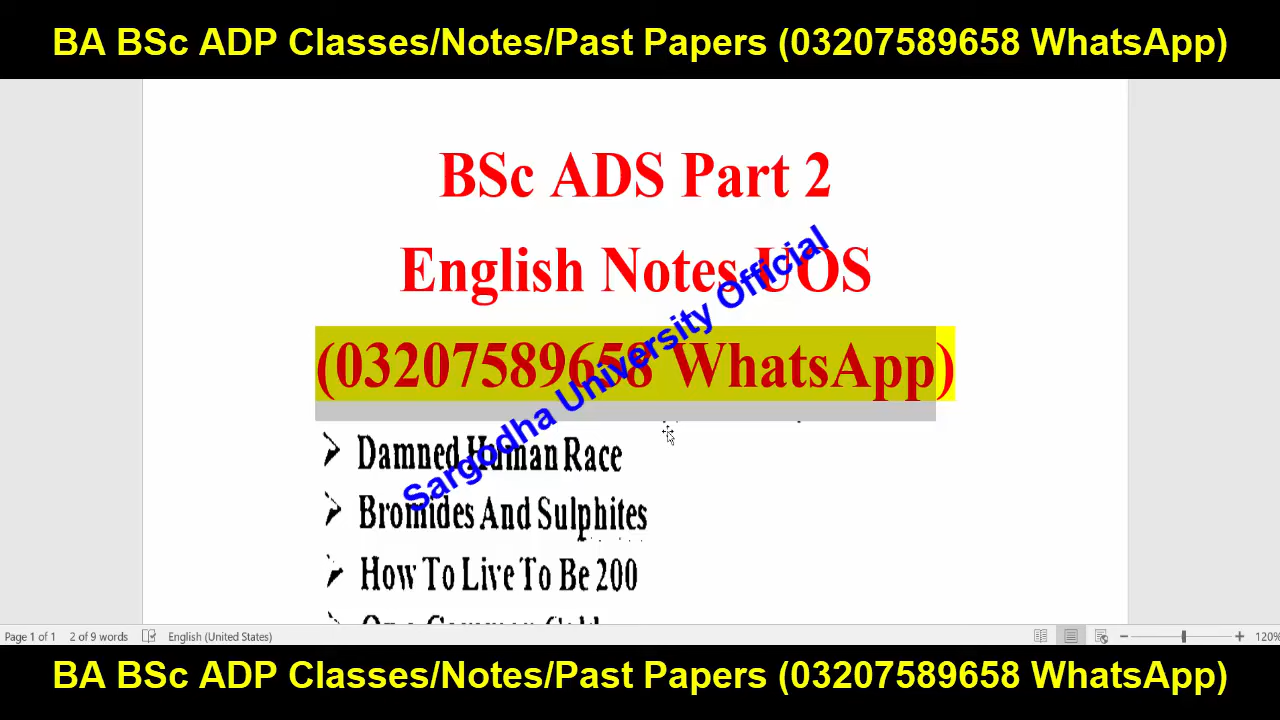 BA BSc ADP Classes/Notes/Past Papers (03207589658 WhatsApp)
BSc ADS Part 2
English Notes UOS
(03207589658 WhatsApp)
Sargodha University Official
Damned Human Race
Bromides And Sulphites
How To Live To Be 200
Page 1 of 1 2 of 9 words English (United States) 120%
BA BSc ADP Classes/Notes/Past Papers (03207589658 WhatsApp)